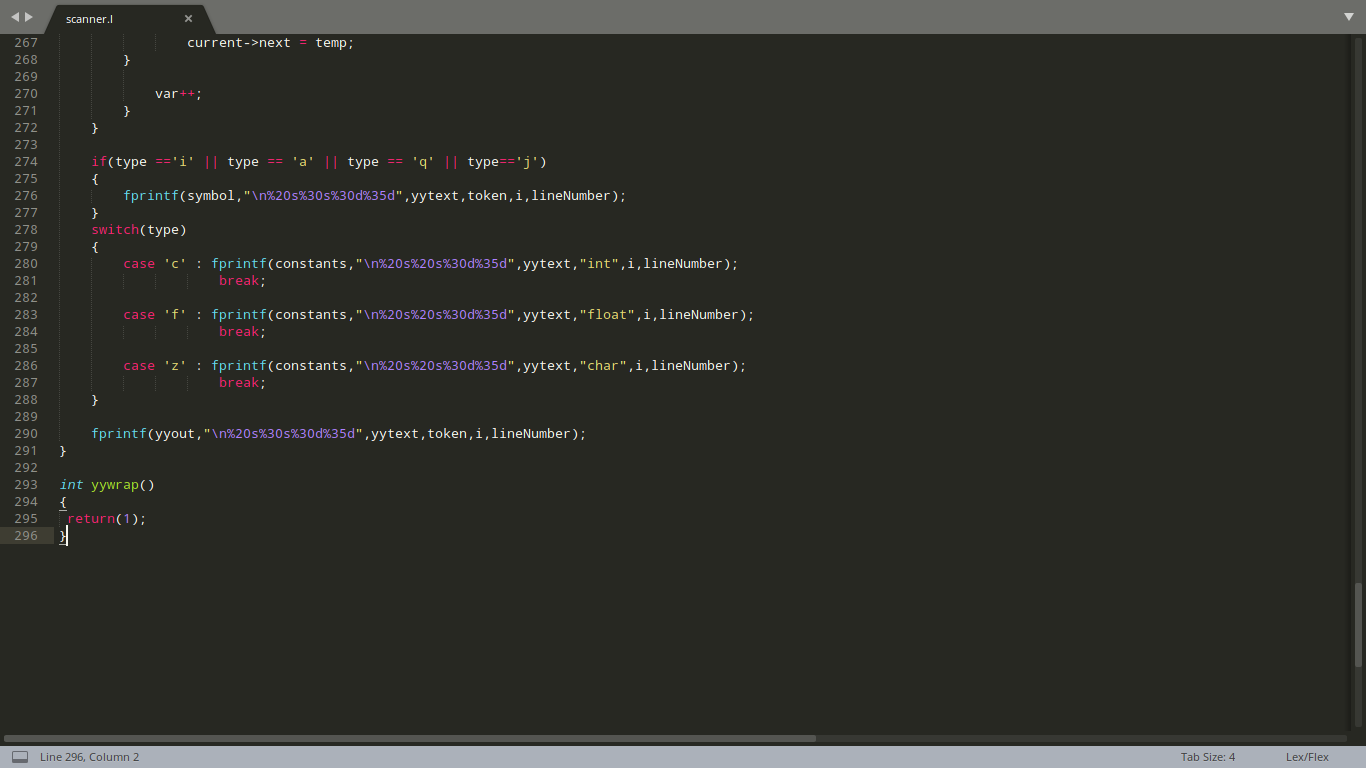 scanner.l ×
267 current->next = temp;
268 }
269
270 var++;
271 }
272 }
273
274 if(type =='i' || type == 'a' || type == 'q' || type=='j')
275 {
276 fprintf(symbol,"\n%20s%30s%30d%35d",yytext,token,i,lineNumber);
277 }
278 switch(type)
279 {
280 case 'c' : fprintf(constants,"\n%20s%20s%30d%35d",yytext,"int",i,lineNumber);
281 break;
282
283 case 'f' : fprintf(constants,"\n%20s%20s%30d%35d",yytext,"float",i,lineNumber);
284 break;
285
286 case 'z' : fprintf(constants,"\n%20s%20s%30d%35d",yytext,"char",i,lineNumber);
287 break;
288 }
289
290 fprintf(yyout,"\n%20s%30s%30d%35d",yytext,token,i,lineNumber);
291 }
292
293 int yywrap()
294 {
295 return(1);
296 }
Line 296, Column 2 Tab Size: 4 Lex/Flex